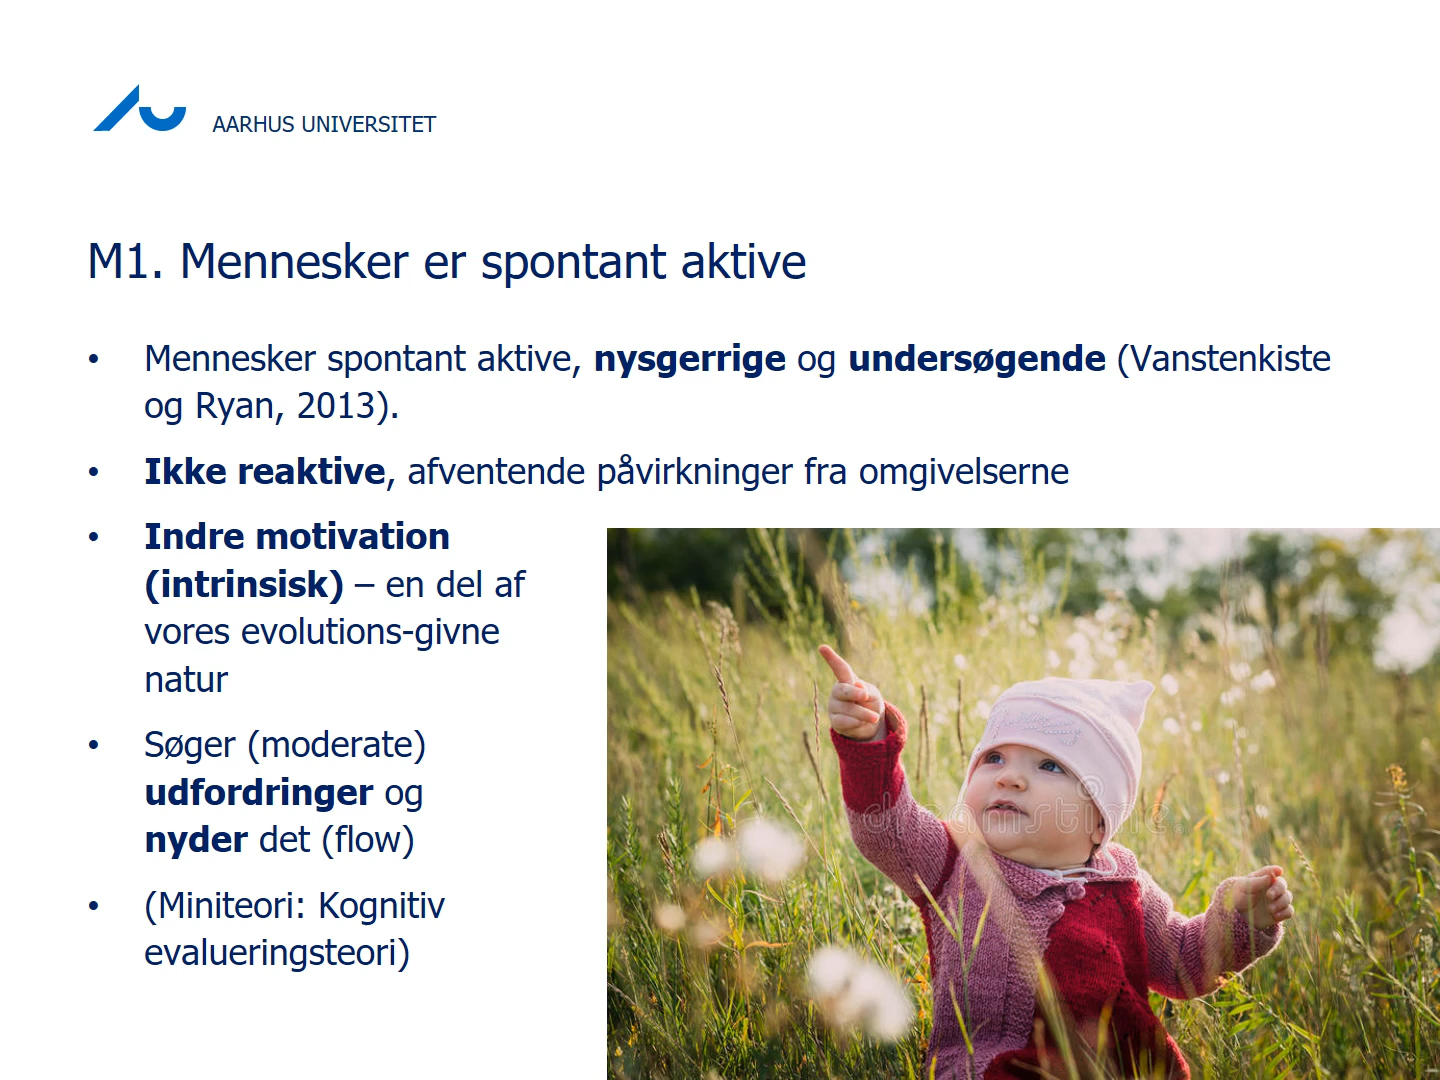 AARHUS UNIVERSITET
M1. Mennesker er spontant aktive
• Mennesker spontant aktive, nysgerrige og undersøgende (Vanstenkiste
og Ryan, 2013).
• Ikke reaktive, afventende påvirkninger fra omgivelserne
• Indre motivation
(intrinsisk) – en del af
vores evolutions-givne
natur
• Søger (moderate)
udfordringer og
nyder det (flow)
• (Miniteori: Kognitiv
evalueringsteori)
dreamstime